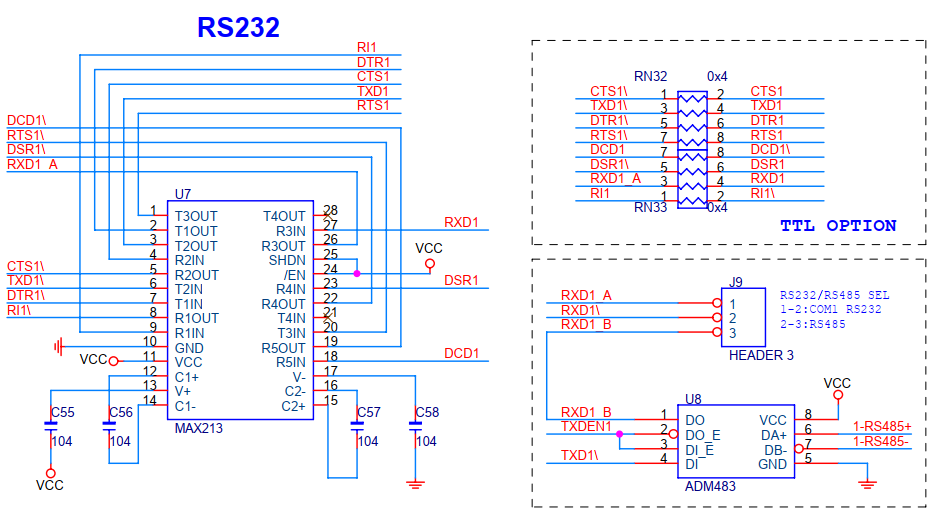 RS232
RI1
DTR1
CTS1
TXD1
RTS1
DCD1\
RTS1\
DSR1\
RXD1_A
U7
1 T3OUT T4OUT 28
2 T1OUT R3IN 27 RXD1
3 T2OUT R3OUT 26
4 R2IN SHDN 25 VCC
CTS1\ 5 R2OUT /EN 24
TXD1\ 6 T2IN R4IN 23 DSR1
DTR1\ 7 T1IN R4OUT 22
RI1\ 8 R1OUT T4IN 21
9 R1IN T3IN 20
10 GND R5OUT 19
VCC 11 VCC R5IN 18 DCD1
12 C1+ V- 17
13 V+ C2- 16
14 C1- C2+ 15
MAX213
C55 C56 C57 C58
104 104 104 104
VCC
RN32 0x4
CTS1\ 1 2 CTS1
TXD1\ 3 4 TXD1
DTR1\ 5 6 DTR1
RTS1\ 7 8 RTS1
DCD1 7 8 DCD1\
DSR1\ 5 6 DSR1
RXD1_A 3 4 RXD1
RI1 1 2 RI1\
RN33 0x4
TTL OPTION
J9
RXD1_A 1
RXD1\ 2
RXD1_B 3
HEADER 3
RS232/RS485 SEL
1-2:COM1 RS232
2-3:RS485
U8
VCC
RXD1_B 1 DO VCC 8
TXDEN1 2 DO_E DA+ 6 1-RS485+
3 DI_E DB- 7 1-RS485-
TXD1\ 4 DI GND 5
ADM483